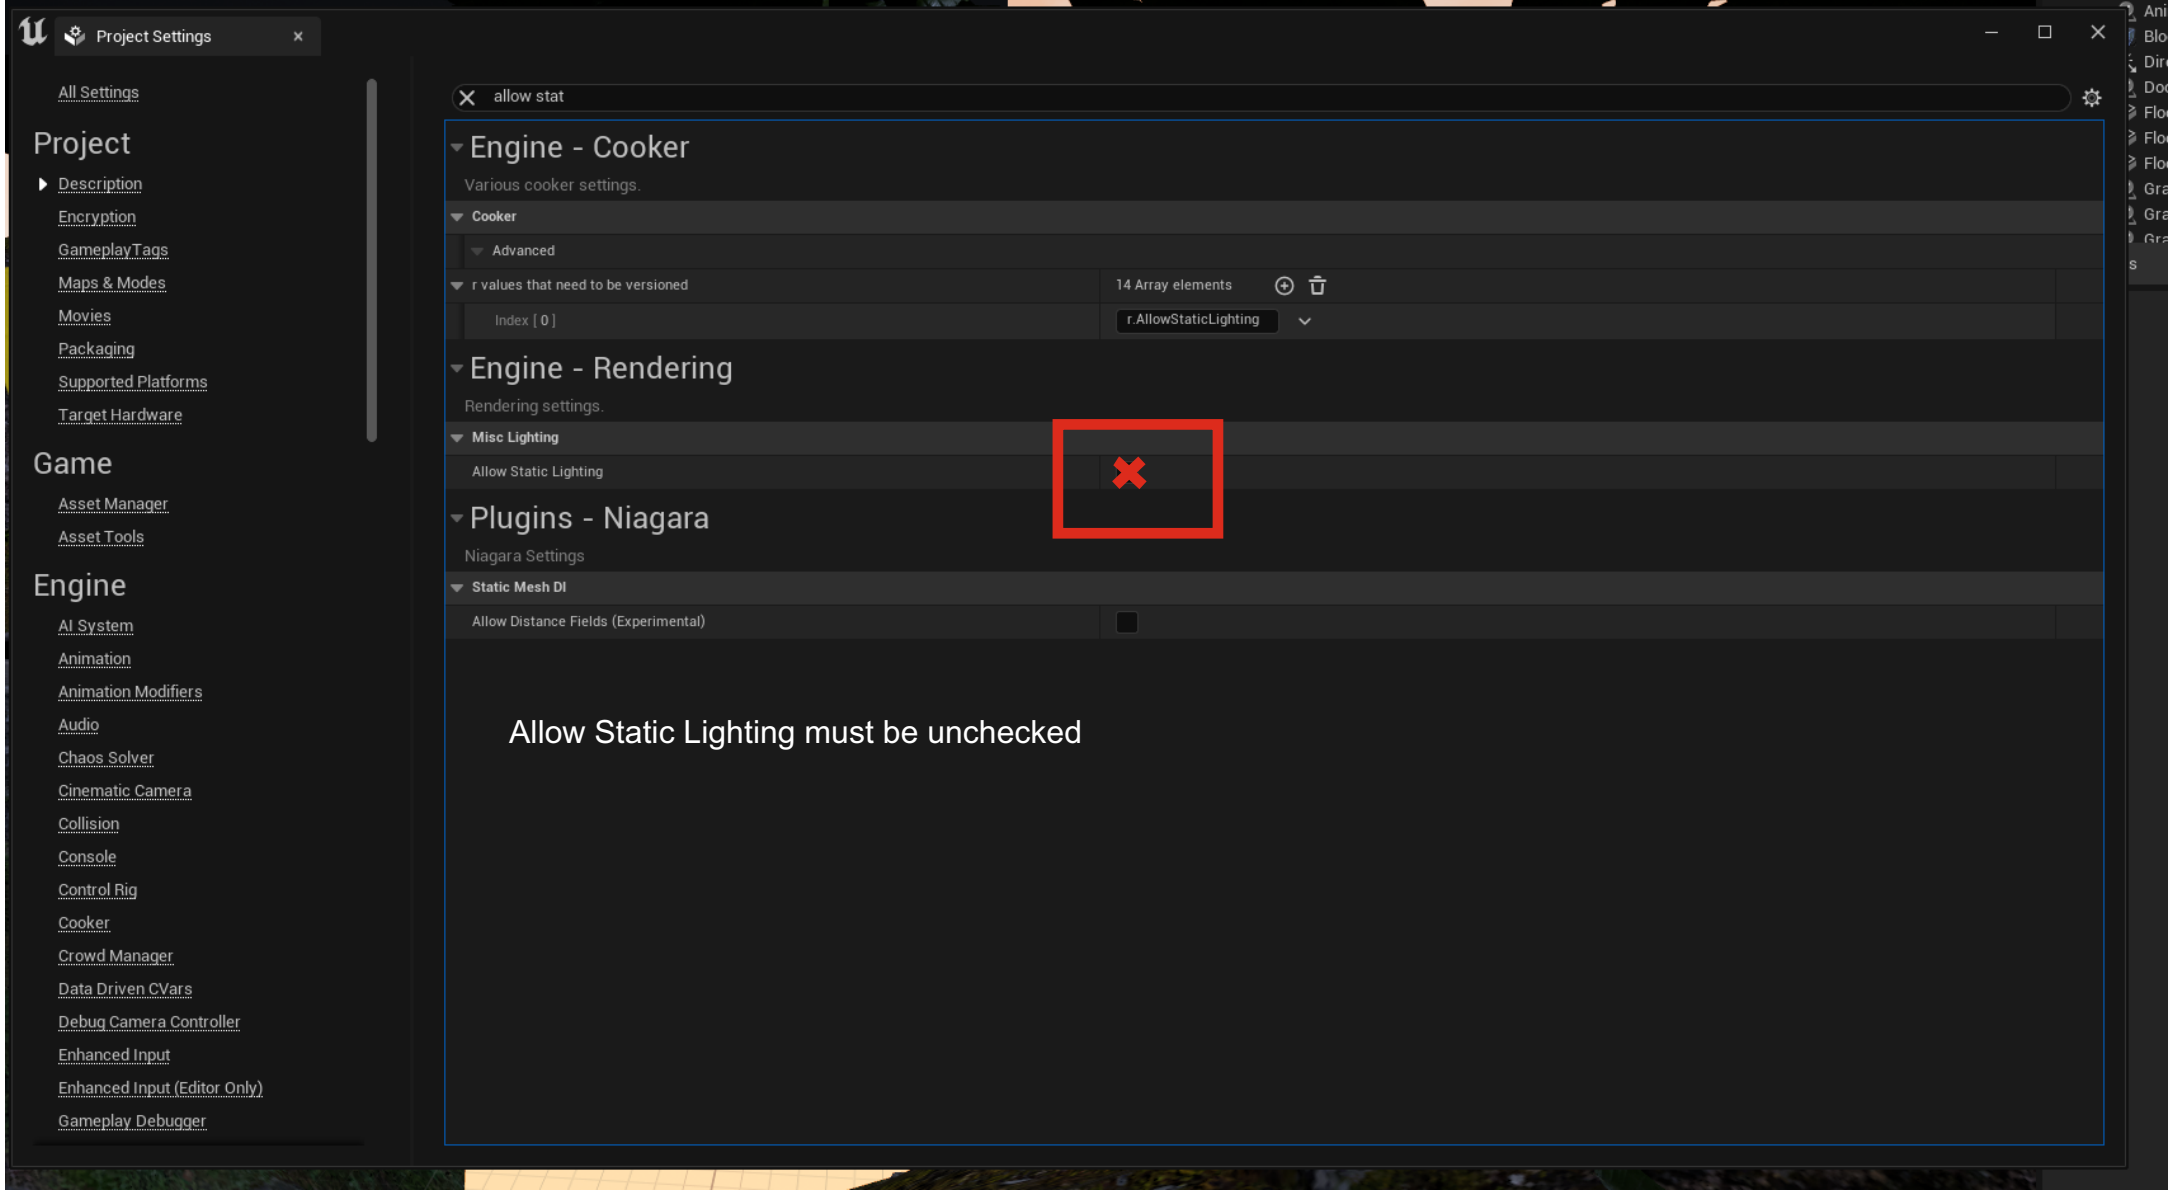 Project Settings
All Settings
Project
Description
Encryption
GameplayTags
Maps & Modes
Movies
Packaging
Supported Platforms
Target Hardware
Game
Asset Manager
Asset Tools
Engine
AI System
Animation
Animation Modifiers
Audio
Chaos Solver
Cinematic Camera
Collision
Console
Control Rig
Cooker
Crowd Manager
Data Driven CVars
Debug Camera Controller
Enhanced Input
Enhanced Input (Editor Only)
Gameplay Debugger
allow stat
Engine - Cooker
Various cooker settings.
Cooker
Advanced
r values that need to be versioned 14 Array elements
Index [ 0 ] r.AllowStaticLighting
Engine - Rendering
Rendering settings.
Misc Lighting
Allow Static Lighting
Plugins - Niagara
Niagara Settings
Static Mesh DI
Allow Distance Fields (Experimental)
Allow Static Lighting must be unchecked